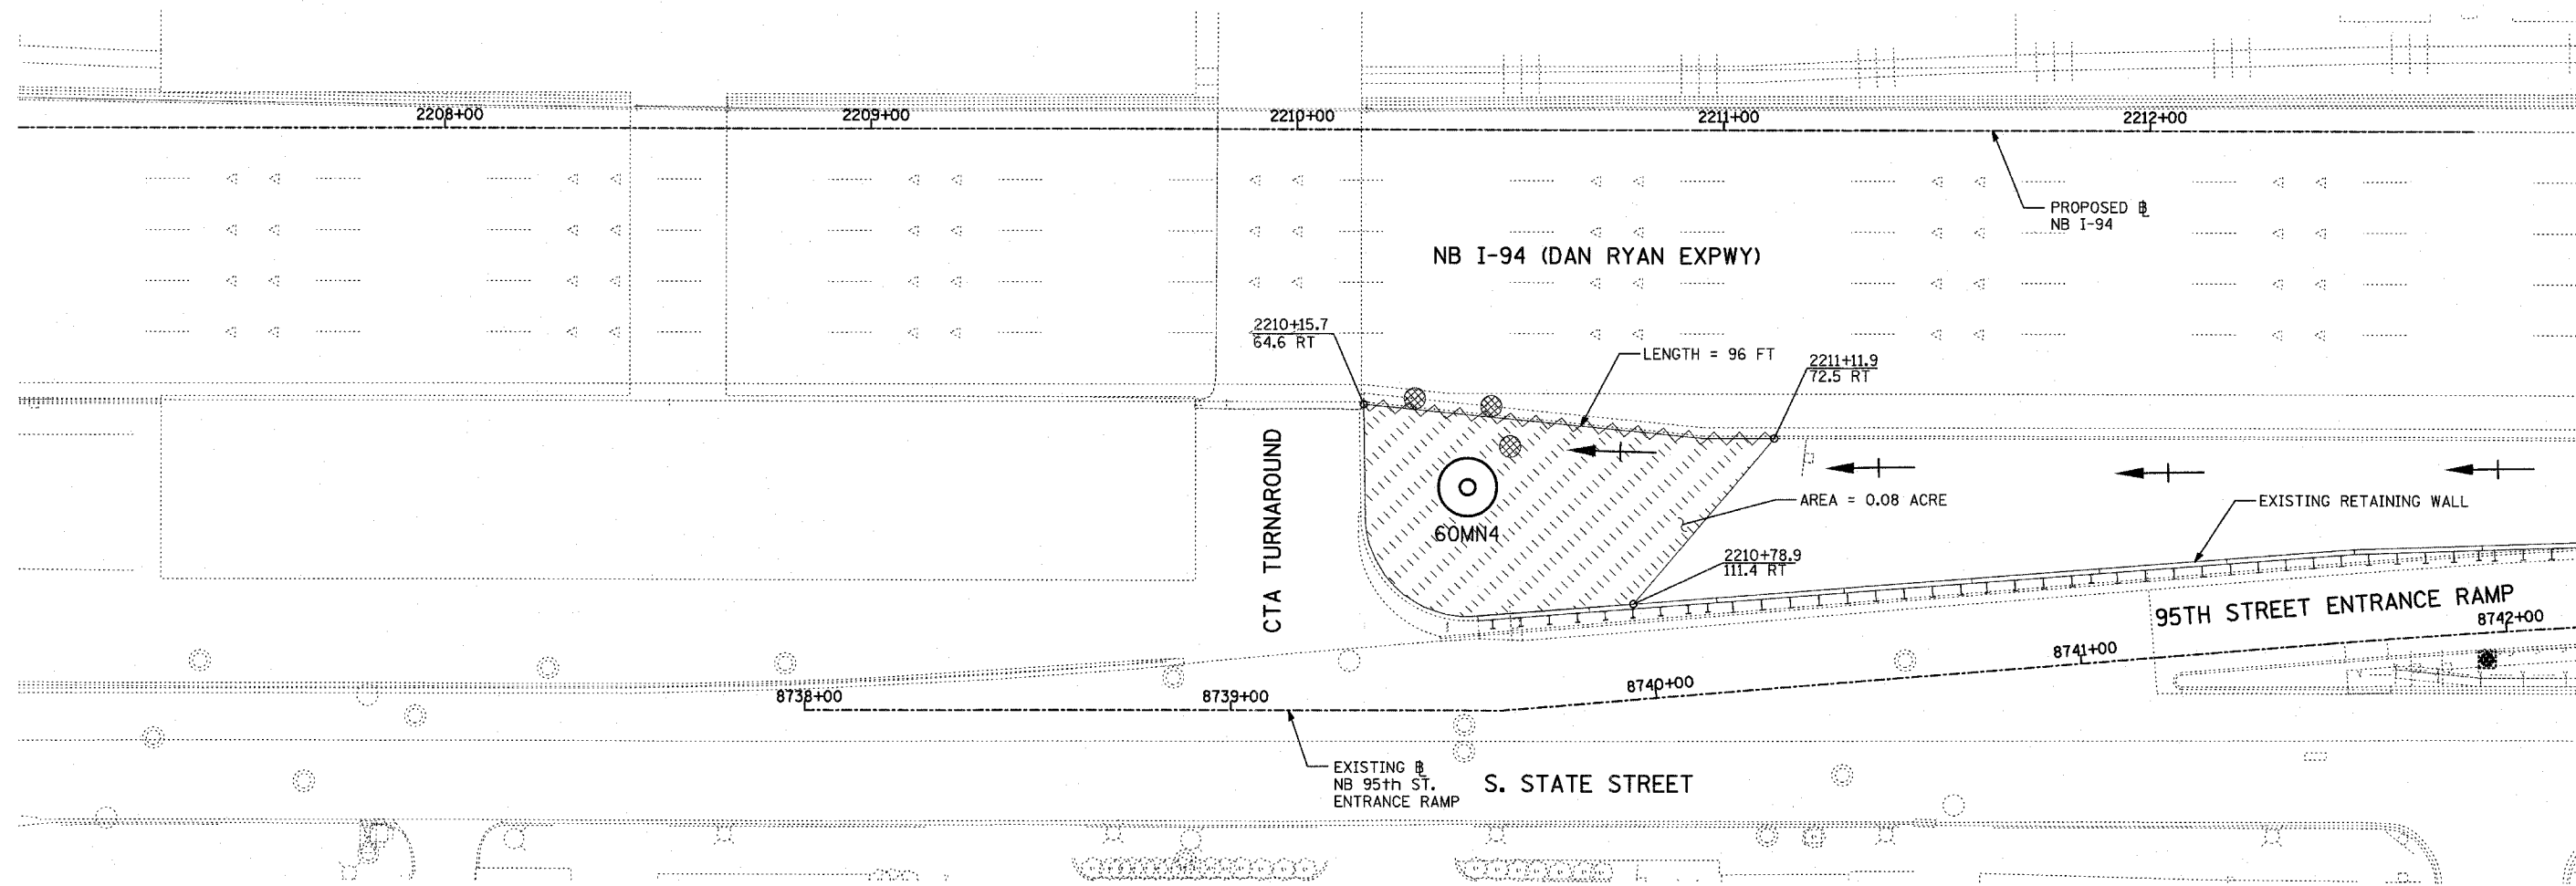 2208+00
2209+00
2210+00
2211+00
2212+00
PROPOSED ⅊
NB I-94
NB I-94 (DAN RYAN EXPWY)
2210+15.7
64.6 RT
LENGTH = 96 FT
2211+11.9
72.5 RT
CTA TURNAROUND
60MN4
AREA = 0.08 ACRE
EXISTING RETAINING WALL
2210+78.9
111.4 RT
95TH STREET ENTRANCE RAMP
8738+00
8739+00
8740+00
8741+00
8742+00
EXISTING ⅊
NB 95th ST.
ENTRANCE RAMP
S. STATE STREET